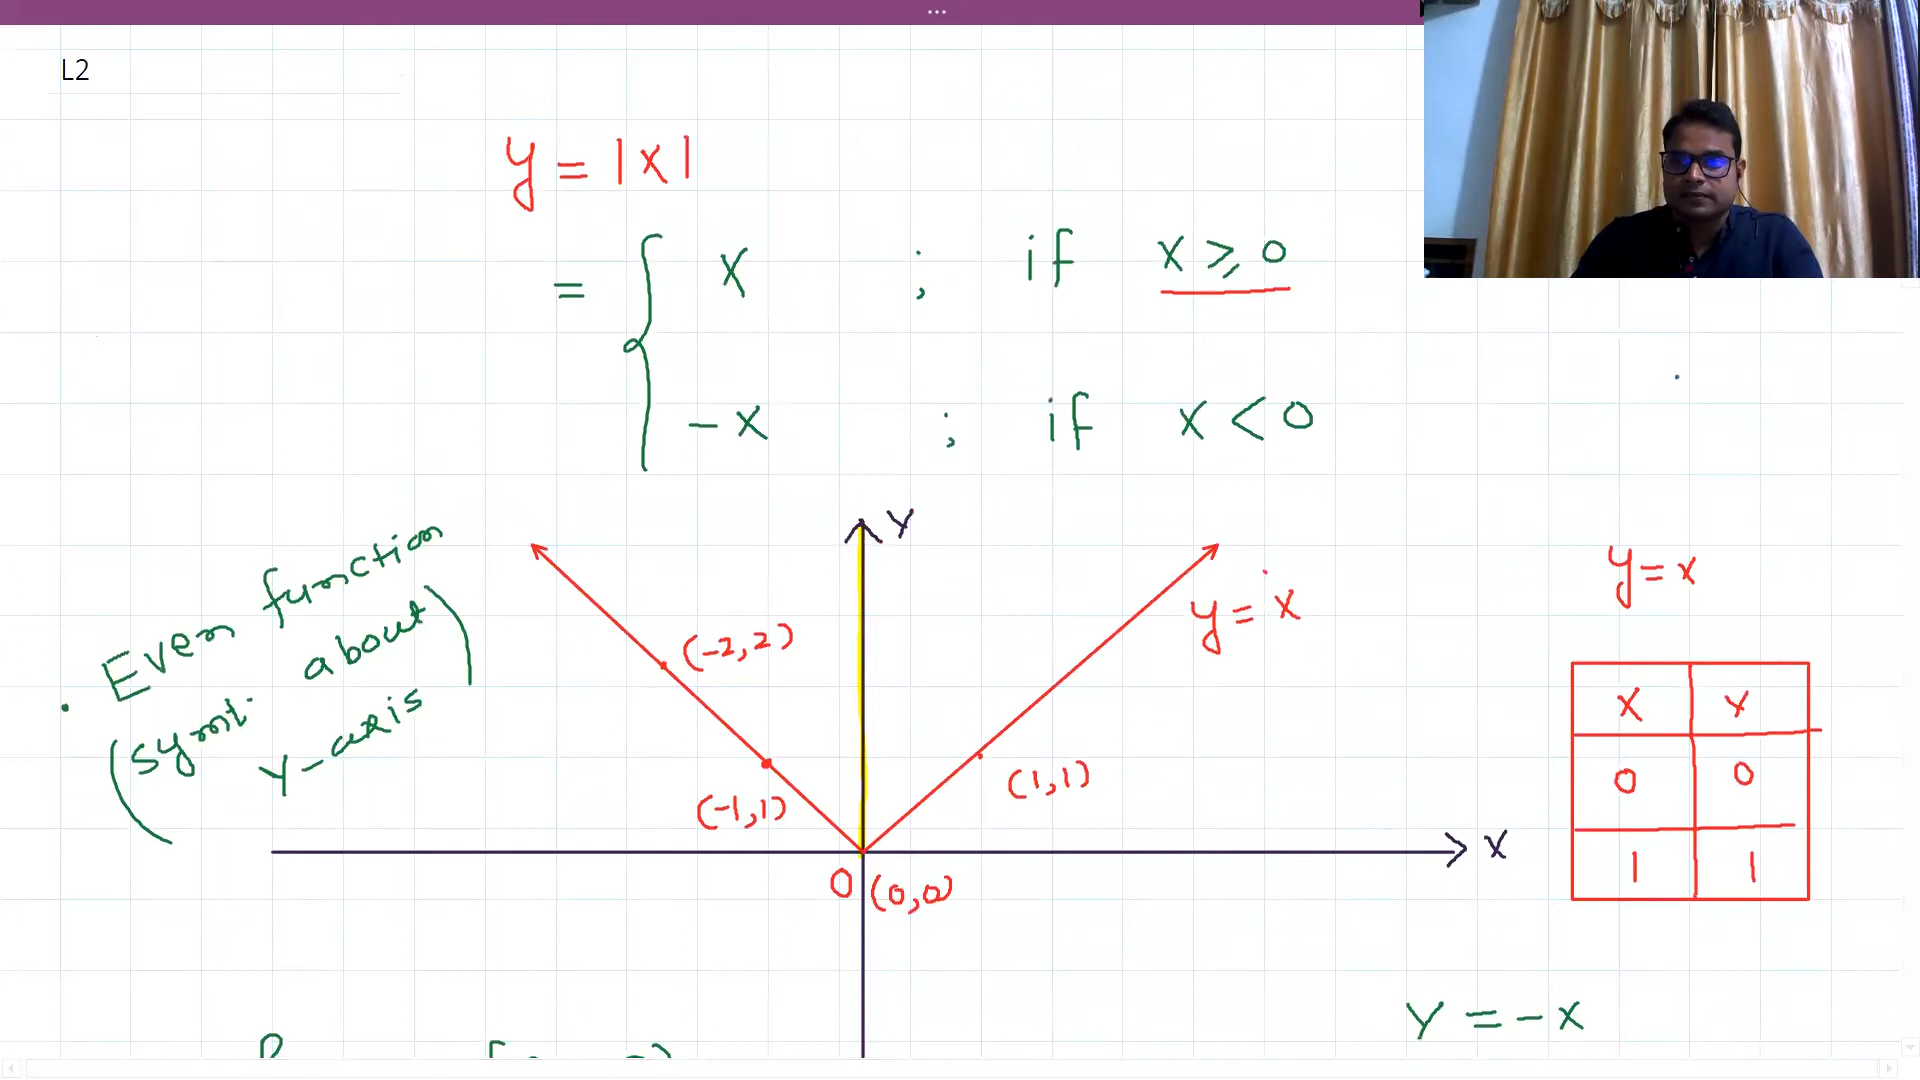 L2
y = |x|
= { x ; if x ⩾ 0
-x ; if x < 0
Y
y = x
• Even function
(symt. about
Y-axis)
(-2,2)
(-1,1)
(1,1)
X
0 (0,0)
y = x
X Y
0 0
1 1
Y = -x